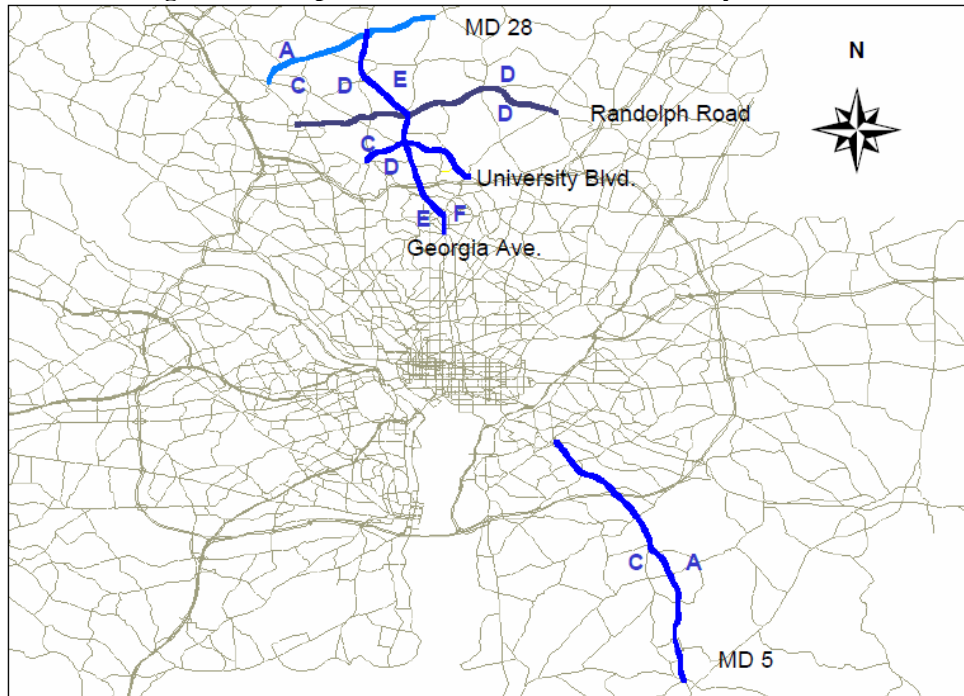 MD 28
N
A
C
D
E
D
D
Randolph Road
C
D
University Blvd.
E
F
Georgia Ave.
C
A
MD 5